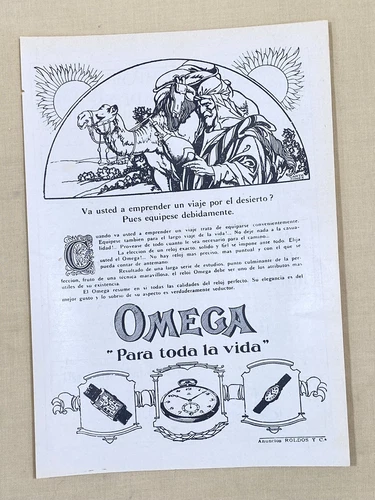 Va usted a emprender un viaje por el desierto?
Pues equipese debidamente.
Cuando va usted a emprender un viaje trata de equiparse convenientemente.
Equipese tambien para el largo viaje de la vida!.. No deje nada a la casua-
lidad!.. Provéase de todo cuanto le sea necesario para el camino.
La eleccion de un reloj exacto, solido y fiel se impone ante todo. Elija
usted el Omega!.. No hay reloj mas preciso, mas puntual y con el que se
pueda contar de antemano.
Resultado de una larga serie de estudios, punto culminante de la per-
feccion, fruto de una técnica maravillosa, el reloj Omega debe ser uno de los atributos mas
utiles de su existencia.
El Omega resume en si todas las calidades del reloj perfecto. Su elegancia es del
mejor gusto y lo sobrio de su aspecto es verdaderamente seductor.
OMEGA
"Para toda la vida"
Anuncios ROLDOS Y C.a